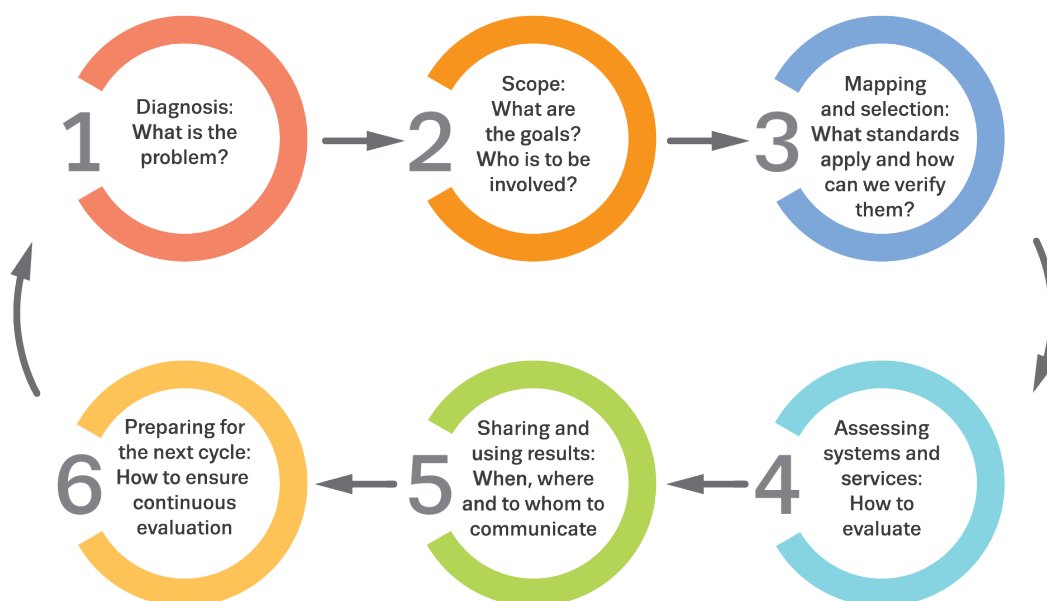 1
Diagnosis:
What is the
problem?
2
Scope:
What are
the goals?
Who is to be
involved?
3
Mapping
and selection:
What standards
apply and how
can we verify
them?
4
Assessing
systems and
services:
How to
evaluate
5
Sharing and
using results:
When, where
and to whom to
communicate
6
Preparing for
the next cycle:
How to ensure
continuous
evaluation